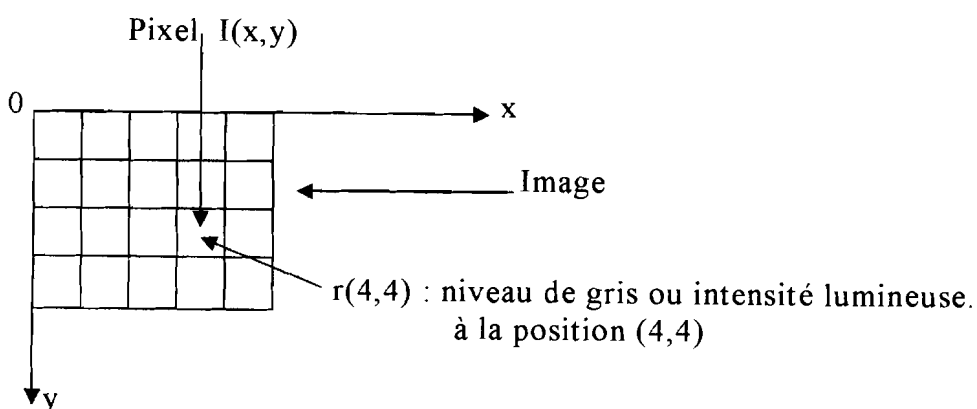 Pixel I(x,y)
0
x
Image
r(4,4) : niveau de gris ou intensité lumineuse.
à la position (4,4)
y